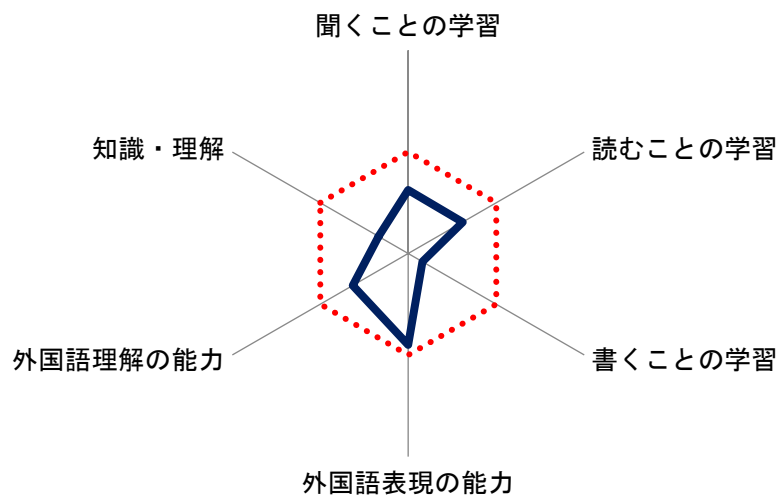 聞くことの学習
知識・理解
読むことの学習
外国語理解の能力
書くことの学習
外国語表現の能力